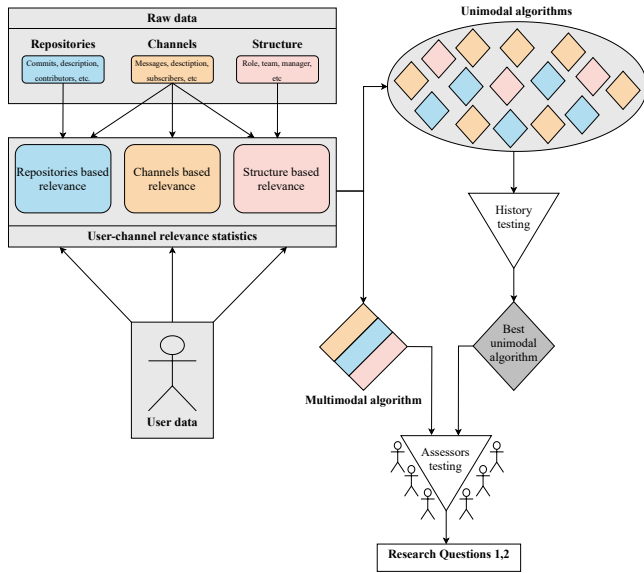 Raw data
Repositories
Channels
Structure
Commits, description,
contributors, etc.
Messages, desctiption,
subscribers, etc
Role, team, manager,
etc
Repositories based
relevance
Channels based
relevance
Structure based
relevance
User-channel relevance statistics
User data
Unimodal algorithms
History
testing
Best
unimodal
algorithm
Multimodal algorithm
Assessors
testing
Research Questions 1,2